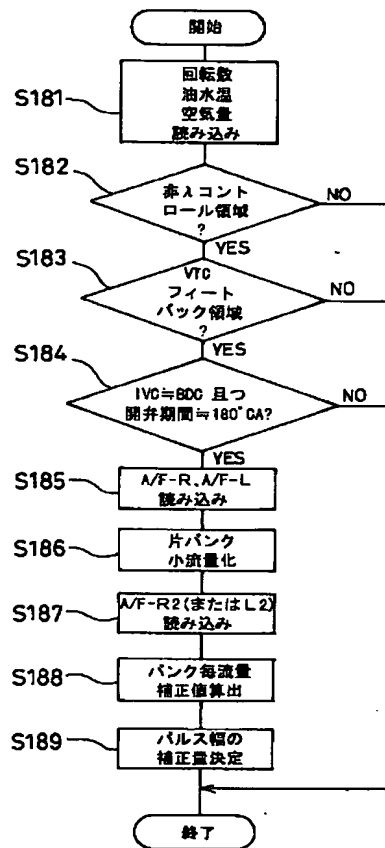 開始
S181
回転数
油水温
空気量
読み込み
S182
非λコント
ロール領域
?
NO
YES
S183
VTC
フィート
バック領域
?
NO
YES
S184
IVC≒BDC 且つ
開弁期間≒180°CA?
NO
YES
S185
A/F-R、A/F-L
読み込み
S186
片バンク
小流量化
S187
A/F-R2(またはL2)
読み込み
S188
バンク毎流量
補正値算出
S189
パルス幅の
補正量決定
終了